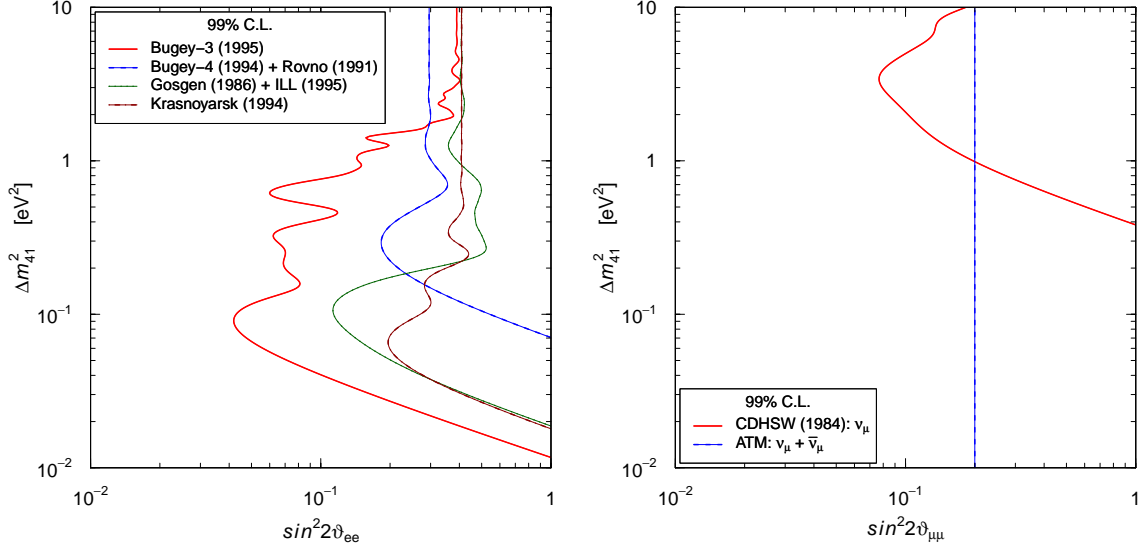 99% C.L.
Bugey−3 (1995)
Bugey−4 (1994) + Rovno (1991)
Gosgen (1986) + ILL (1995)
Krasnoyarsk (1994)
10
1
10⁻¹
10⁻²
Δm²₄₁ [eV²]
10⁻² 10⁻¹ 1
sin²2ϑₑₑ
99% C.L.
CDHSW (1984): νμ
ATM: νμ + ν̄μ
10
1
10⁻¹
10⁻²
Δm²₄₁ [eV²]
10⁻² 10⁻¹ 1
sin²2ϑμμ